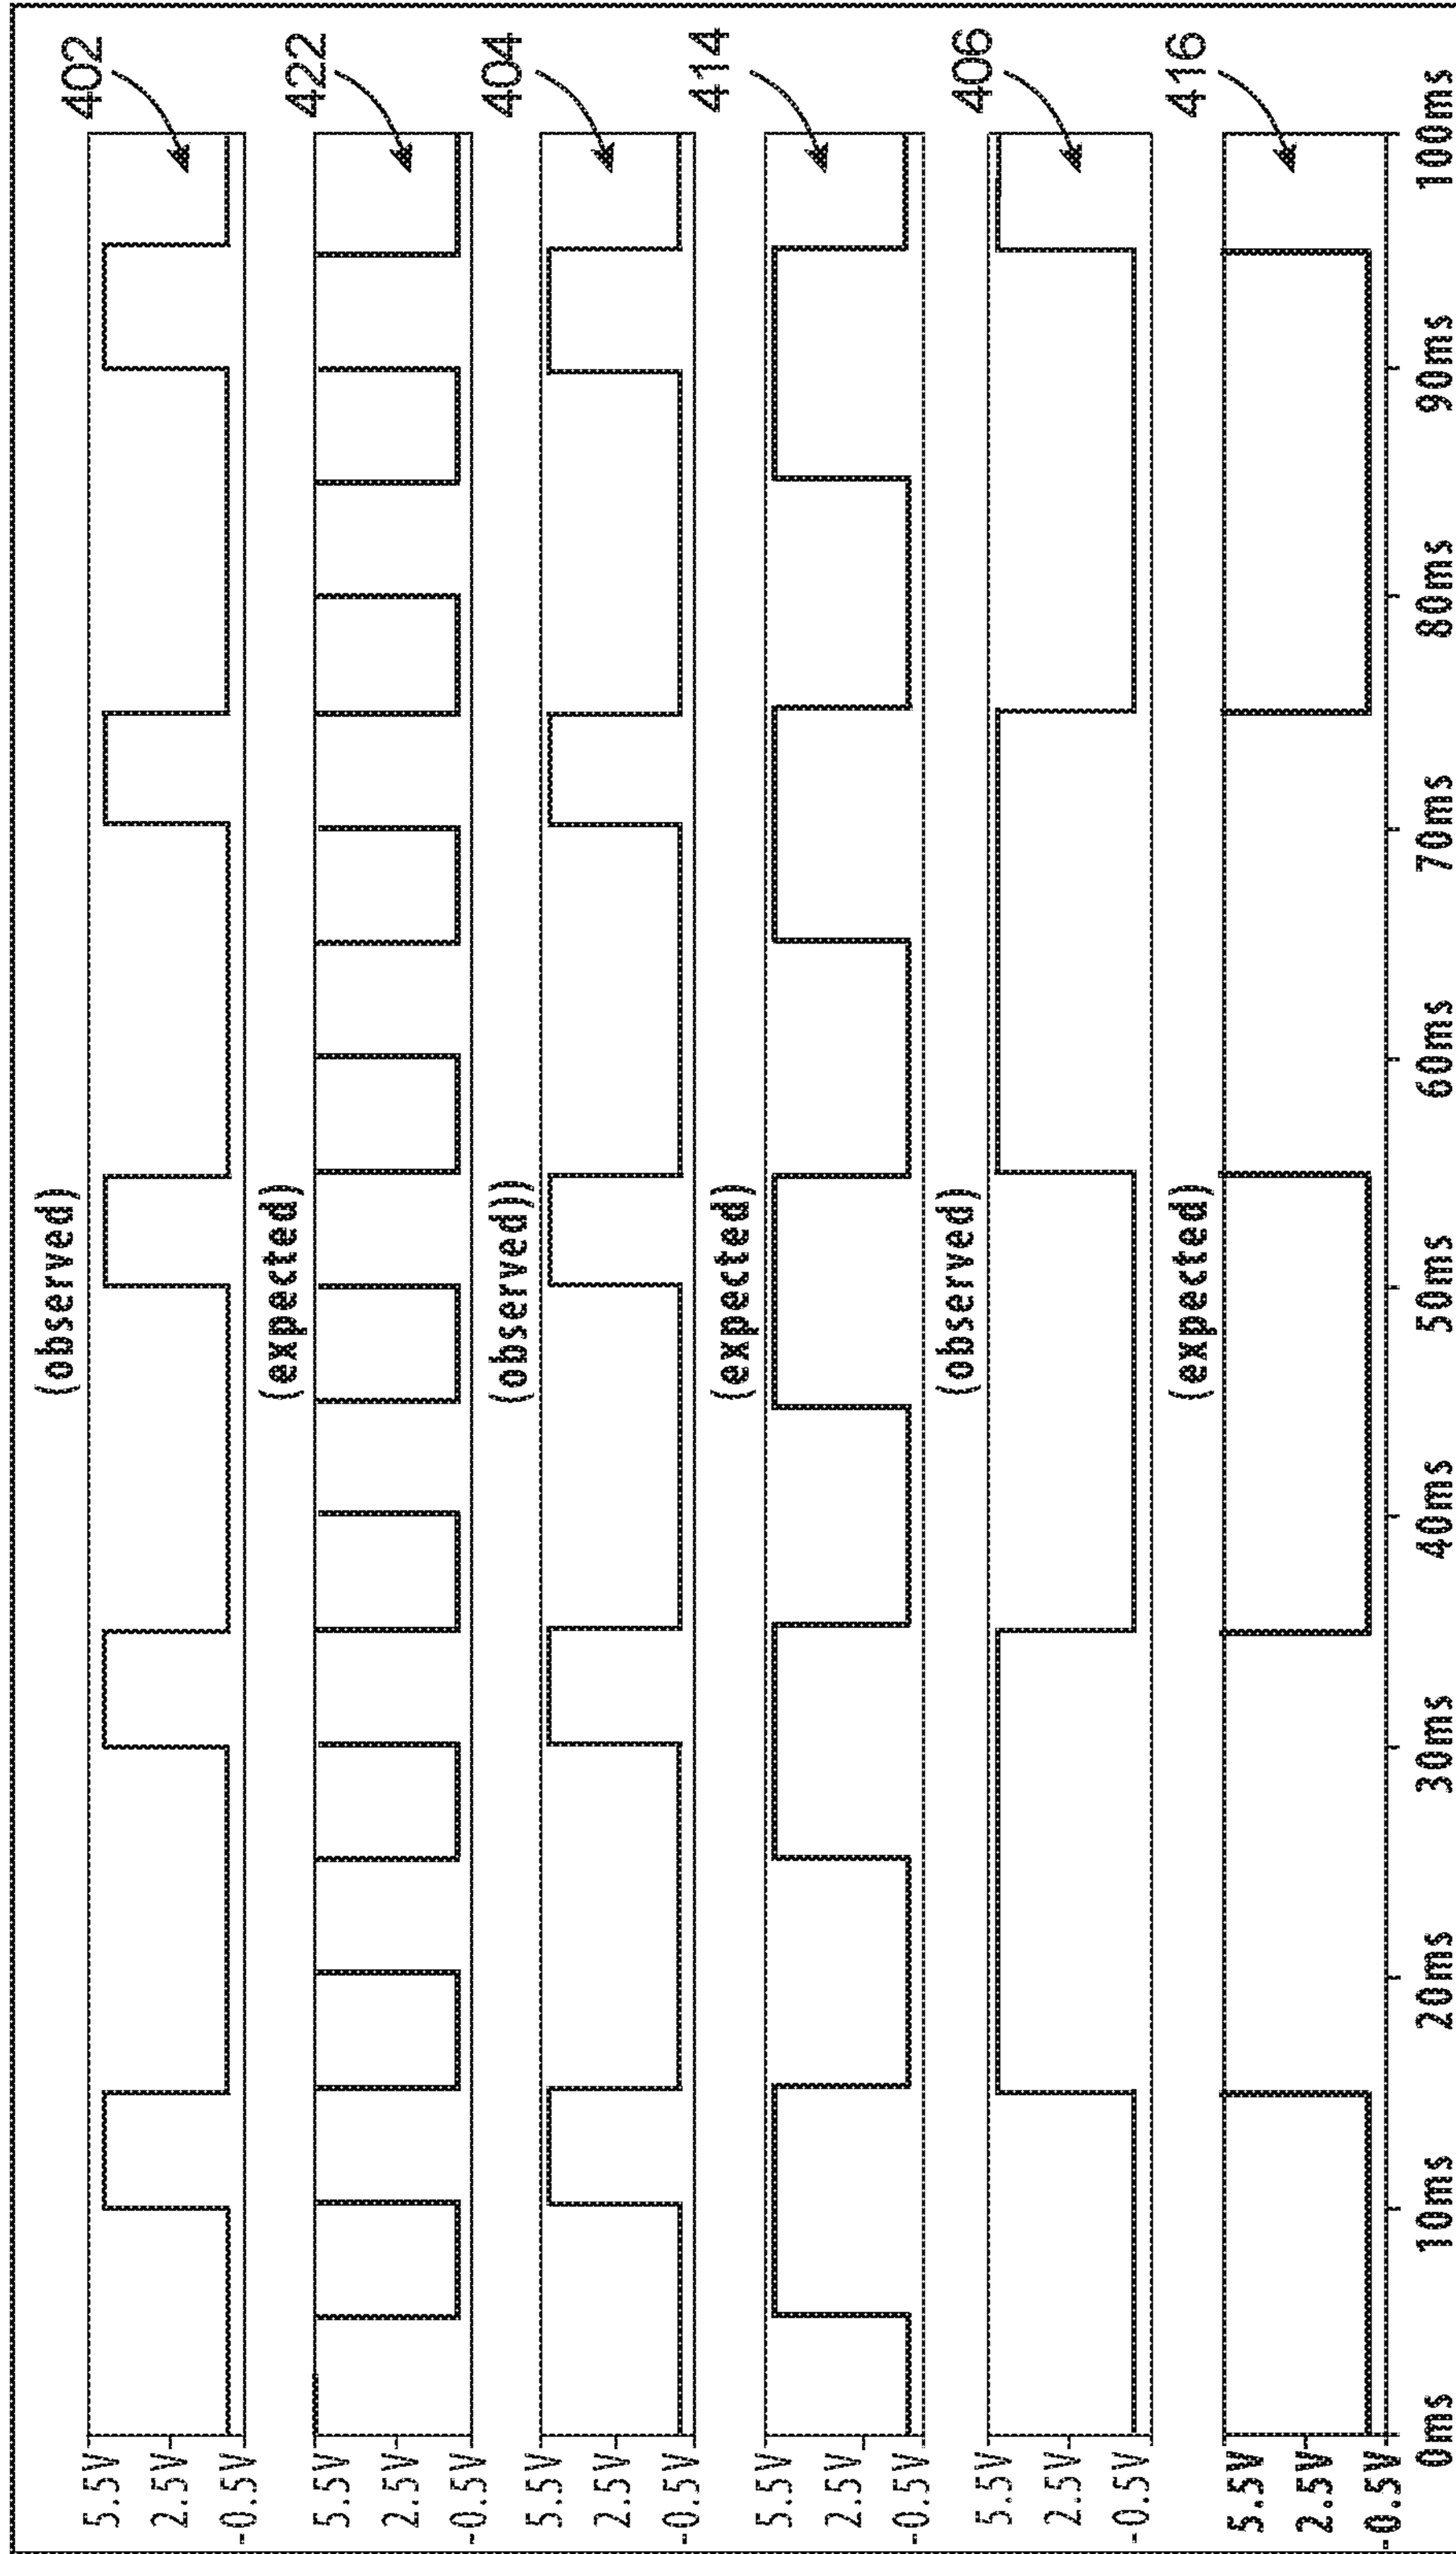 (observed)
402
5.5V
2.5V
-0.5V
(expected)
422
5.5V
2.5V
-0.5V
(observed))
404
5.5V
2.5V
-0.5V
(expected)
414
5.5V
2.5V
-0.5V
(observed)
406
5.5V
2.5V
-0.5V
(expected)
416
5.5V
2.5V
-0.5V
0ms 10ms 20ms 30ms 40ms 50ms 60ms 70ms 80ms 90ms 100ms